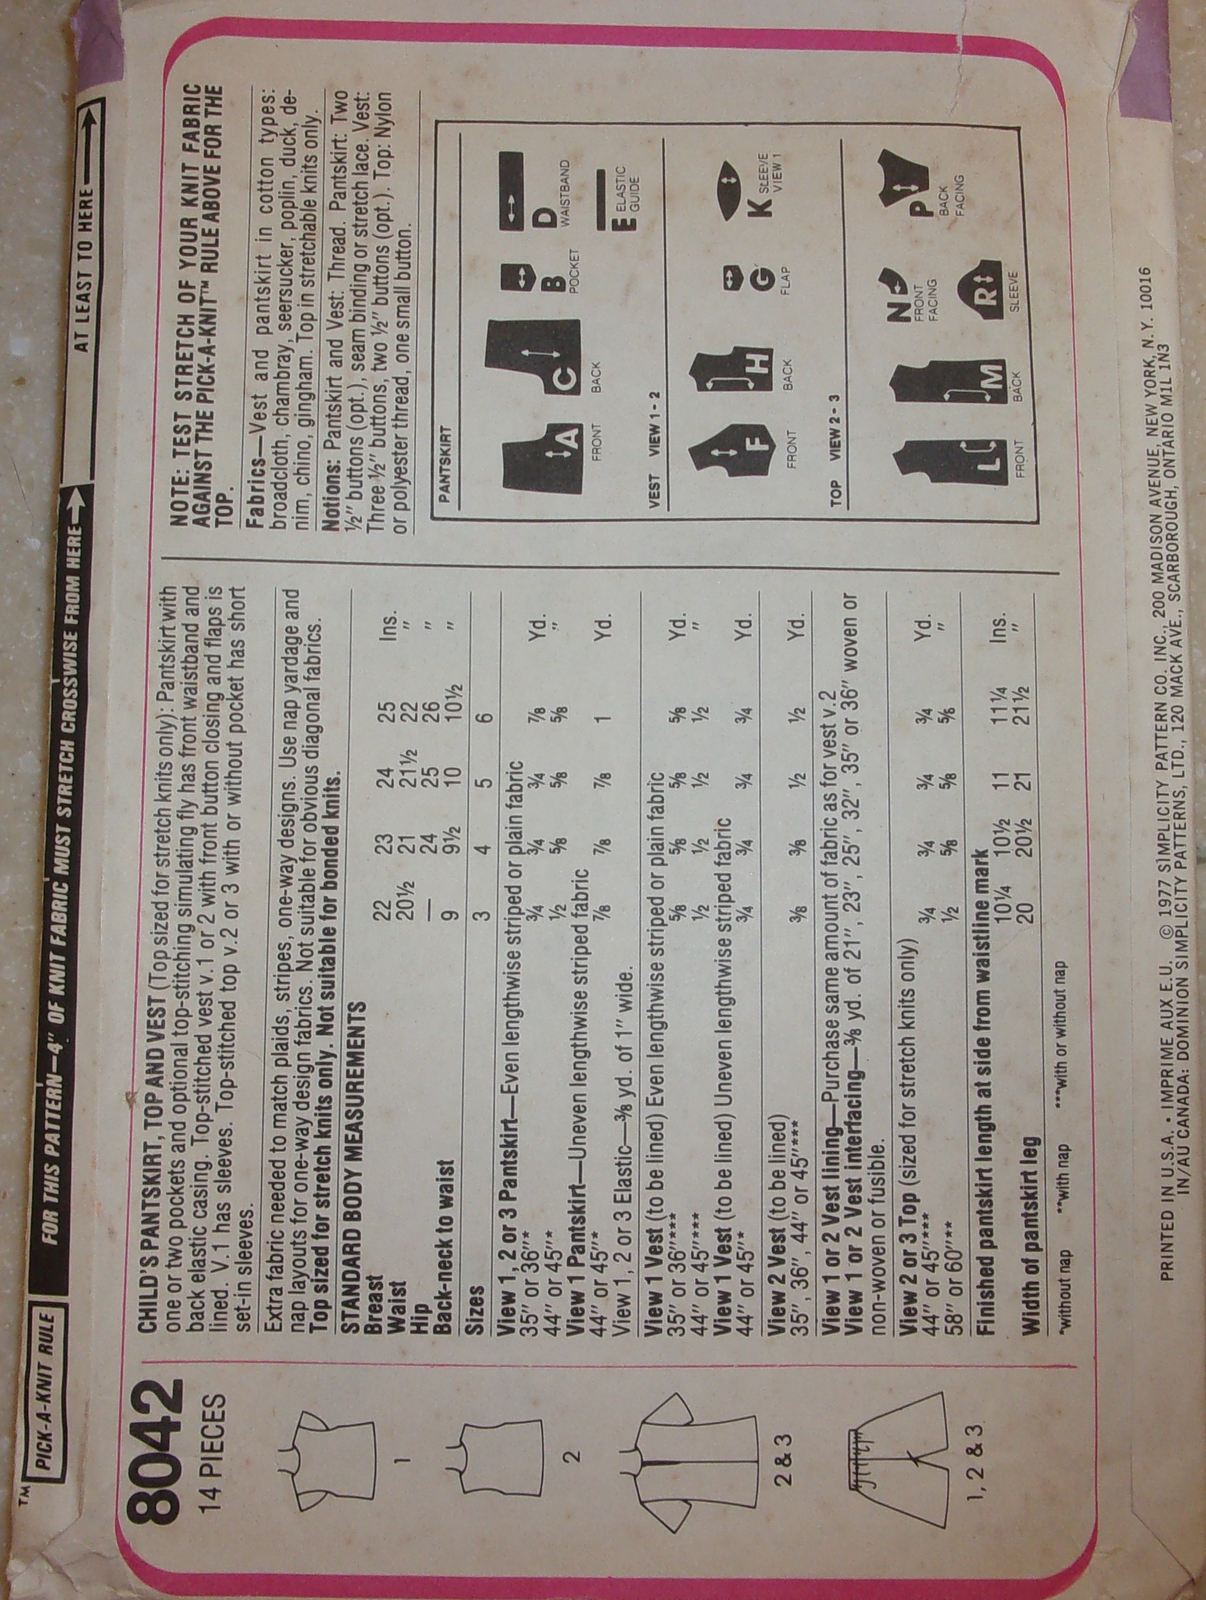 TM
PICK-A-KNIT RULE
FOR THIS PATTERN—4" OF KNIT FABRIC MUST STRETCH CROSSWISE FROM HERE
AT LEAST TO HERE
8042
14 PIECES
1
2
2 & 3
1, 2 & 3
CHILD'S PANTSKIRT, TOP AND VEST (Top sized for stretch knits only): Pantskirt with
one or two pockets and optional top-stitching simulating fly has front waistband and
back elastic casing. Top-stitched vest v.1 or 2 with front button closing and flaps is
lined. V.1 has sleeves. Top-stitched top v.2 or 3 with or without pocket has short
set-in sleeves.
Extra fabric needed to match plaids, stripes, one-way designs. Use nap yardage and
nap layouts for one-way design fabrics. Not suitable for obvious diagonal fabrics.
Top sized for stretch knits only. Not suitable for bonded knits.
STANDARD BODY MEASUREMENTS
Breast 22 23 24 25 Ins.
Waist 20½ 21 21½ 22 "
Hip — 24 25 26 "
Back-neck to waist 9 9½ 10 10½ "
Sizes 3 4 5 6
View 1, 2 or 3 Pantskirt—Even lengthwise striped or plain fabric
35" or 36"* ¾ ¾ ¾ ⅞ Yd.
44" or 45"* ½ ⅝ ⅝ ⅝ "
View 1 Pantskirt—Uneven lengthwise striped fabric
44" or 45"* ⅞ ⅞ ⅞ 1 Yd.
View 1, 2 or 3 Elastic—⅜ yd. of 1" wide.
View 1 Vest (to be lined) Even lengthwise striped or plain fabric
35" or 36"*** ⅝ ⅝ ⅝ ⅝ Yd.
44" or 45"*** ½ ½ ½ ½ "
View 1 Vest (to be lined) Uneven lengthwise striped fabric
44" or 45"* ¾ ¾ ¾ ¾ Yd.
View 2 Vest (to be lined)
35", 36", 44" or 45"*** ⅜ ⅜ ½ ½ Yd.
View 1 or 2 Vest lining—Purchase same amount of fabric as for vest v.2
View 1 or 2 Vest interfacing—⅜ yd. of 21", 23", 25", 32", 35" or 36" woven or
non-woven or fusible.
View 2 or 3 Top (sized for stretch knits only)
44" or 45"*** ¾ ¾ ¾ ¾ Yd.
58" or 60"** ½ ⅝ ⅝ ⅝ "
Finished pantskirt length at side from waistline mark
10¼ 10½ 11 11¼ Ins.
Width of pantskirt leg 20 20½ 21 21½ "
*without nap **with nap ***with or without nap
NOTE: TEST STRETCH OF YOUR KNIT FABRIC
AGAINST THE PICK-A-KNIT™ RULE ABOVE FOR THE
TOP.
Fabrics—Vest and pantskirt in cotton types:
broadcloth, chambray, seersucker, poplin, duck, de-
nim, chino, gingham. Top in stretchable knits only.
Notions: Pantskirt and Vest: Thread. Pantskirt: Two
½" buttons (opt.), seam binding or stretch lace. Vest:
Three ½" buttons, two ½" buttons (opt.). Top: Nylon
or polyester thread, one small button.
PANTSKIRT
A
FRONT
C
BACK
B
POCKET
D
WAISTBAND
E ELASTIC
GUIDE
VEST VIEW 1 - 2
F
FRONT
H
BACK
G
FLAP
K SLEEVE
VIEW 1
TOP VIEW 2 - 3
L
FRONT
M
BACK
N
FRONT
FACING
R
SLEEVE
P
BACK
FACING
PRINTED IN U.S.A. • IMPRIME AUX E.U. © 1977 SIMPLICITY PATTERN CO. INC., 200 MADISON AVENUE, NEW YORK, N.Y. 10016
IN/AU CANADA: DOMINION SIMPLICITY PATTERNS, LTD., 120 MACK AVE., SCARBOROUGH, ONTARIO M1L 1N3